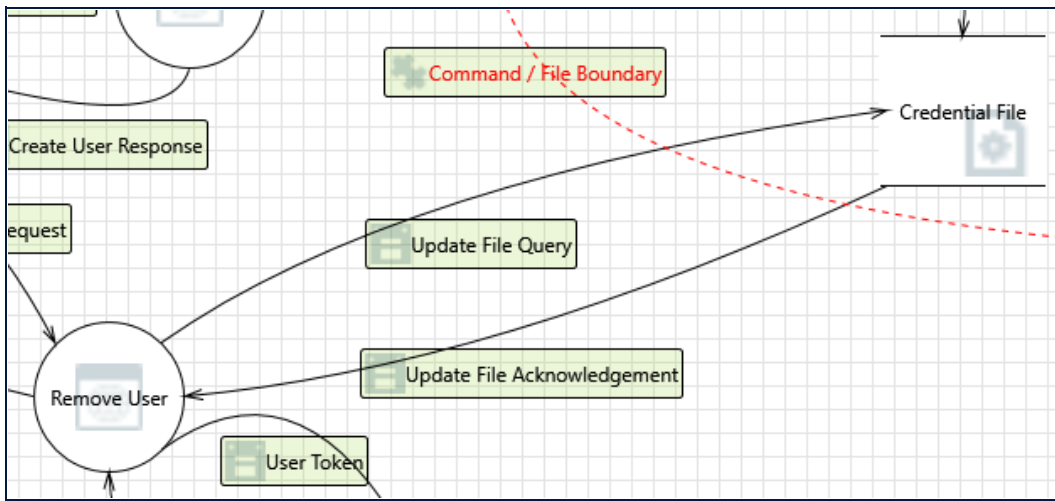 Command / File Boundary
Credential File
Create User Response
equest
Update File Query
Update File Acknowledgement
Remove User
User Token